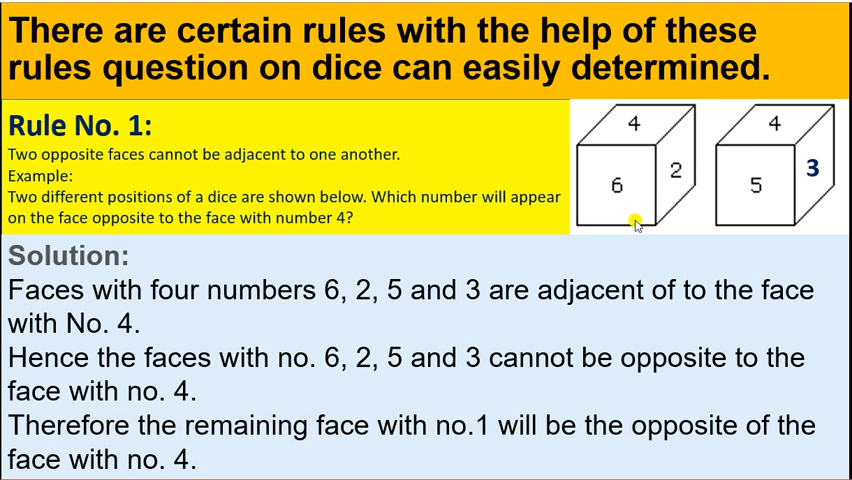 There are certain rules with the help of these
rules question on dice can easily determined.
Rule No. 1:
Two opposite faces cannot be adjacent to one another.
Example:
Two different positions of a dice are shown below. Which number will appear
on the face opposite to the face with number 4?
4
6
2
4
5
3
Solution:
Faces with four numbers 6, 2, 5 and 3 are adjacent of to the face
with No. 4.
Hence the faces with no. 6, 2, 5 and 3 cannot be opposite to the
face with no. 4.
Therefore the remaining face with no.1 will be the opposite of the
face with no. 4.